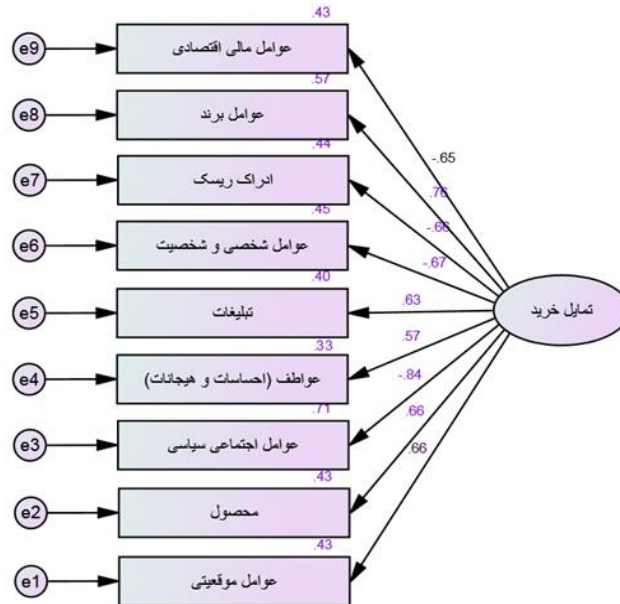 .43
e9
عوامل مالی اقتصادی
-.65
.57
e8
عوامل برند
.76
.44
e7
ادراک ریسک
-.66
.45
e6
عوامل شخصی و شخصیت
-.67
.40
e5
تبلیغات
.63
تمایل خرید
.33
e4
عواطف (احساسات و هیجانات)
.57
.71
e3
عوامل اجتماعی سیاسی
-.84
.43
e2
محصول
.66
.43
e1
عوامل موقعیتی
.66